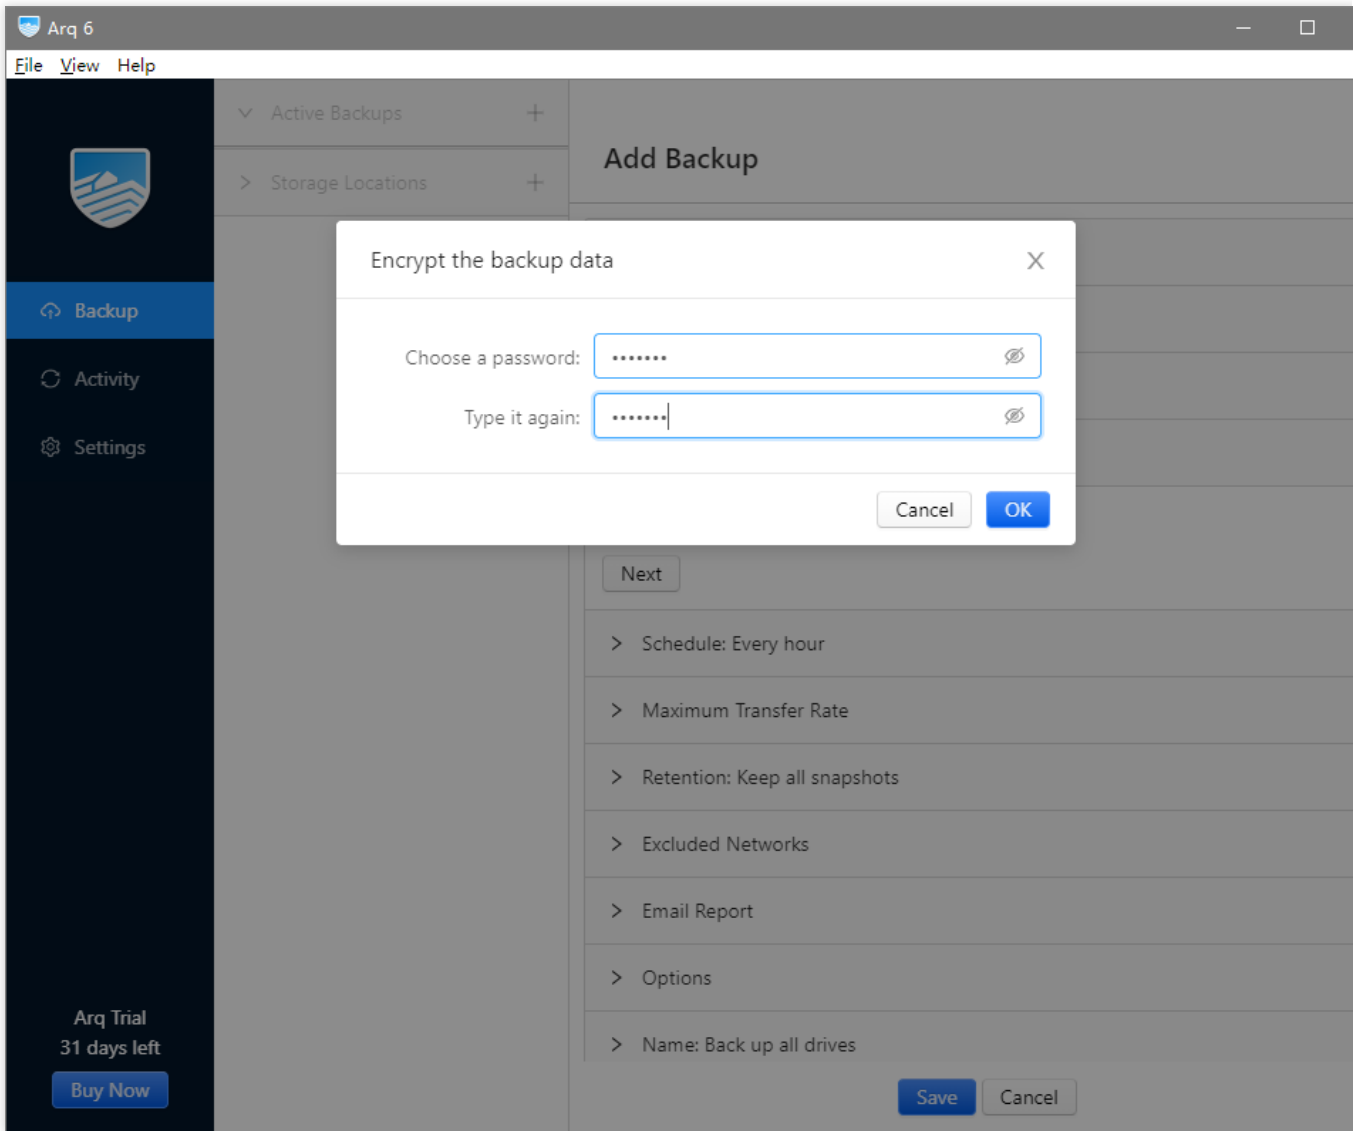 Arq 6
File View Help
Active Backups
Storage Locations
Add Backup
Encrypt the backup data
Choose a password: •••••••
Type it again: •••••••
Cancel OK
Backup
Activity
Settings
Next
Schedule: Every hour
Maximum Transfer Rate
Retention: Keep all snapshots
Excluded Networks
Email Report
Options
Name: Back up all drives
Arq Trial
31 days left
Buy Now
Save Cancel